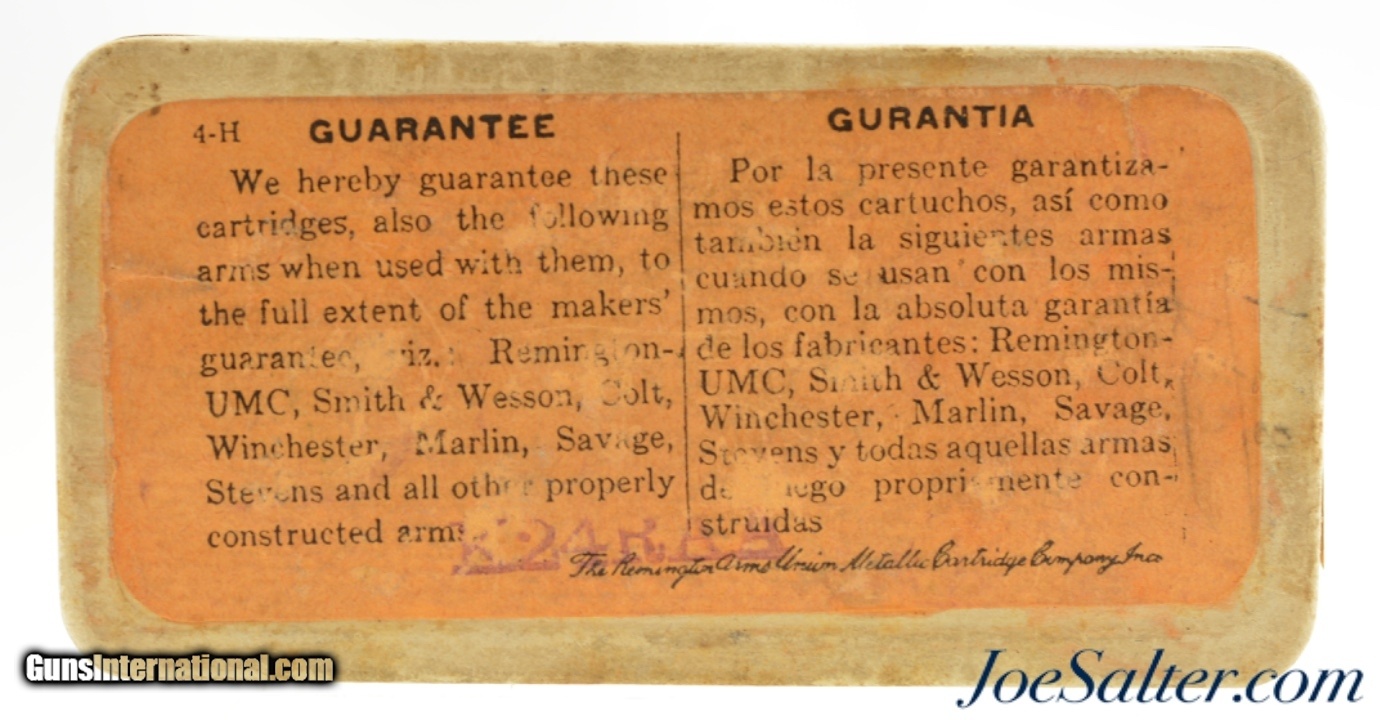 4-H GUARANTEE
We hereby guarantee these
cartridges, also the following
arms when used with them, to
the full extent of the makers'
guarantee, viz.: Remington-
UMC, Smith & Wesson, Colt,
Winchester, Marlin, Savage,
Stevens and all other properly
constructed arms
GURANTIA
Por la presente garantiza-
mos estos cartuchos, así como
también la siguientes armas
cuando se usan con los mis-
mos, con la absoluta garantía
de los fabricantes: Remington-
UMC, Smith & Wesson, Colt,
Winchester, Marlin, Savage,
Stevens y todas aquellas armas
de fuego propriamente con-
struidas
The Remington Arms Union Metallic Cartridge Company Inc
GunsInternational.com
JoeSalter.com